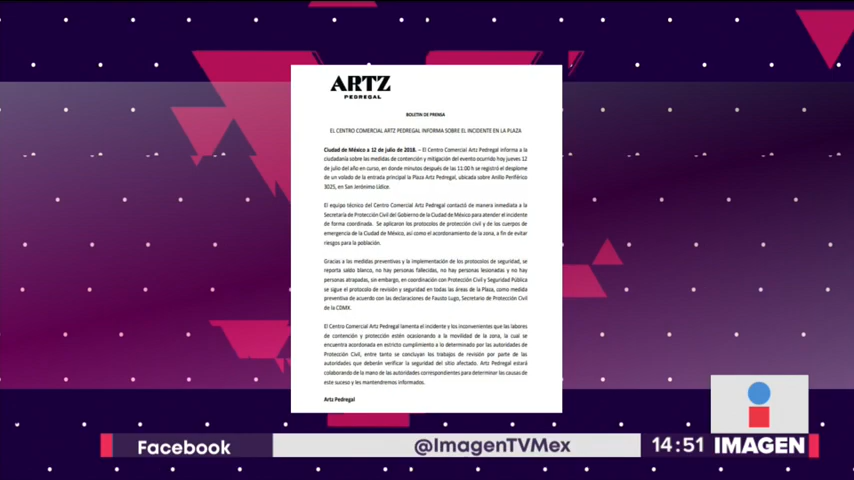 ARTZ
PEDREGAL
BOLETIN DE PRENSA
EL CENTRO COMERCIAL ARTZ PEDREGAL INFORMA SOBRE EL INCIDENTE EN LA PLAZA
Ciudad de México a 12 de julio de 2018. – El Centro Comercial Artz Pedregal informa a la
ciudadanía sobre las medidas de contención y mitigación del evento ocurrido hoy jueves 12
de julio del año en curso, en donde minutos después de las 11:00 h se registró el desplome
de un volado de la entrada principal la Plaza Artz Pedregal, ubicada sobre Anillo Periférico
3025, en San Jerónimo Lídice.
El equipo técnico del Centro Comercial Artz Pedregal contactó de manera inmediata a la
Secretaría de Protección Civil del Gobierno de la Ciudad de México para atender el incidente
de forma coordinada. Se aplicaron los protocolos de protección civil y de los cuerpos de
emergencia de la Ciudad de México, así como el acordonamiento de la zona, a fin de evitar
riesgos para la población.
Gracias a las medidas preventivas y la implementación de los protocolos de seguridad, se
reporta saldo blanco, no hay personas fallecidas, no hay personas lesionadas y no hay
personas atrapadas, sin embargo, en coordinación con Protección Civil y Seguridad Pública
se sigue el protocolo de revisión y seguridad en todas las áreas de la Plaza, como medida
preventiva de acuerdo con las declaraciones de Fausto Lugo, Secretario de Protección Civil
de la CDMX.
El Centro Comercial Artz Pedregal lamenta el incidente y los inconvenientes que las labores
de contención y protección estén ocasionando a la movilidad de la zona, la cual se
encuentra acordonada en estricto cumplimiento a lo determinado por las autoridades de
Protección Civil, entre tanto se concluyan los trabajos de revisión por parte de las
autoridades que deberán verificar la seguridad del sitio afectado. Artz Pedregal estará
colaborando de la mano de las autoridades correspondientes para determinar las causas de
este suceso y les mantendremos informados.
Artz Pedregal
Facebook
@ImagenTVMex
14:51
IMAGEN